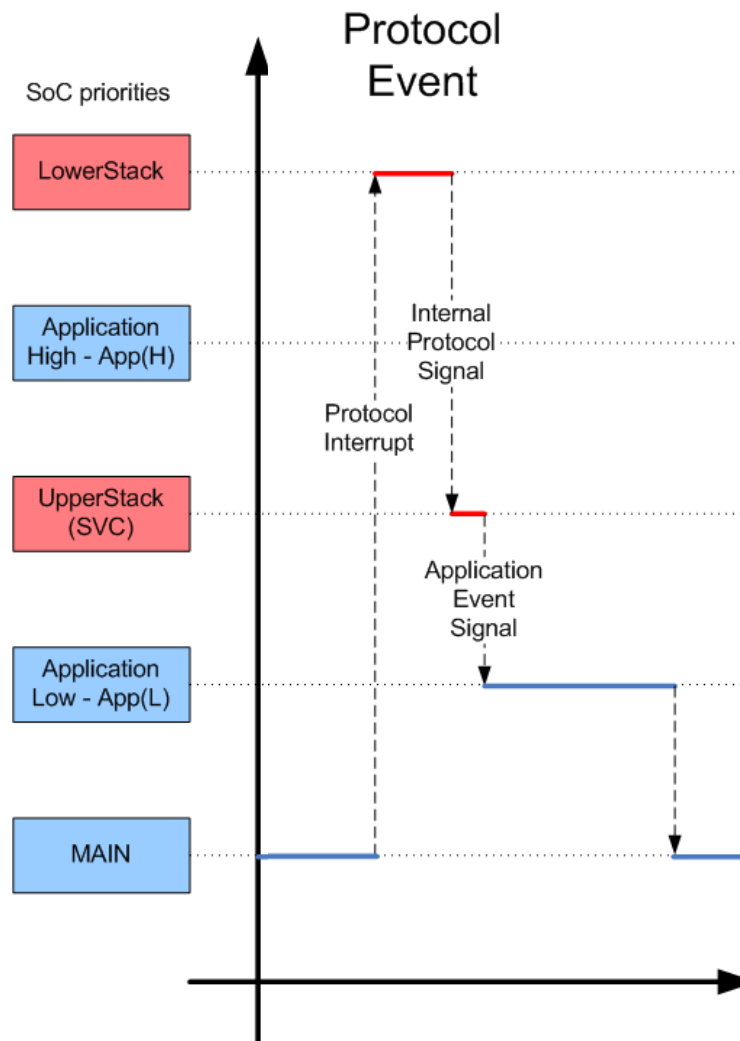 Protocol
Event
SoC priorities
LowerStack
Application
High - App(H)
Internal
Protocol
Signal
Protocol
Interrupt
UpperStack
(SVC)
Application
Event
Signal
Application
Low - App(L)
MAIN